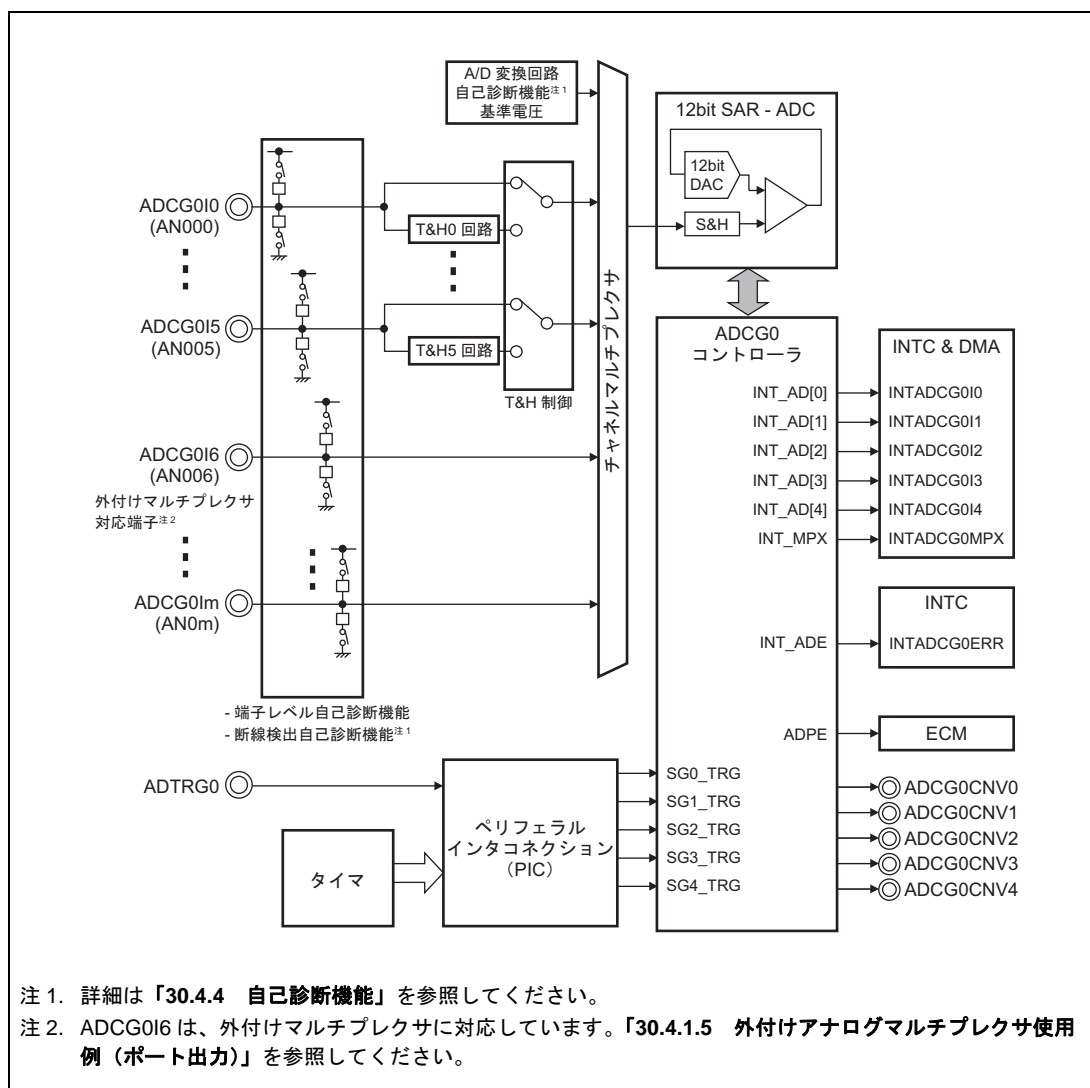 A/D 変換回路
自己診断機能注1
基準電圧
12bit SAR - ADC
12bit
DAC
S&H
ADCG0I0
(AN000)
T&H0 回路
ADCG0I5
(AN005)
T&H5 回路
T&H 制御
チャネルマルチプレクサ
ADCG0I6
(AN006)
外付けマルチプレクサ
対応端子注2
ADCG0Im
(AN0m)
- 端子レベル自己診断機能
- 断線検出自己診断機能注1
ADCG0
コントローラ
INT_AD[0]
INT_AD[1]
INT_AD[2]
INT_AD[3]
INT_AD[4]
INT_MPX
INT_ADE
ADPE
INTC & DMA
INTADCG0I0
INTADCG0I1
INTADCG0I2
INTADCG0I3
INTADCG0I4
INTADCG0MPX
INTC
INTADCG0ERR
ECM
ADTRG0
タイマ
ペリフェラル
インタコネクション
（PIC）
SG0_TRG
SG1_TRG
SG2_TRG
SG3_TRG
SG4_TRG
ADCG0CNV0
ADCG0CNV1
ADCG0CNV2
ADCG0CNV3
ADCG0CNV4
注 1. 詳細は「30.4.4 自己診断機能」を参照してください。
注 2. ADCG0I6 は、外付けマルチプレクサに対応しています。「30.4.1.5 外付けアナログマルチプレクサ使用
例（ポート出力）」を参照してください。